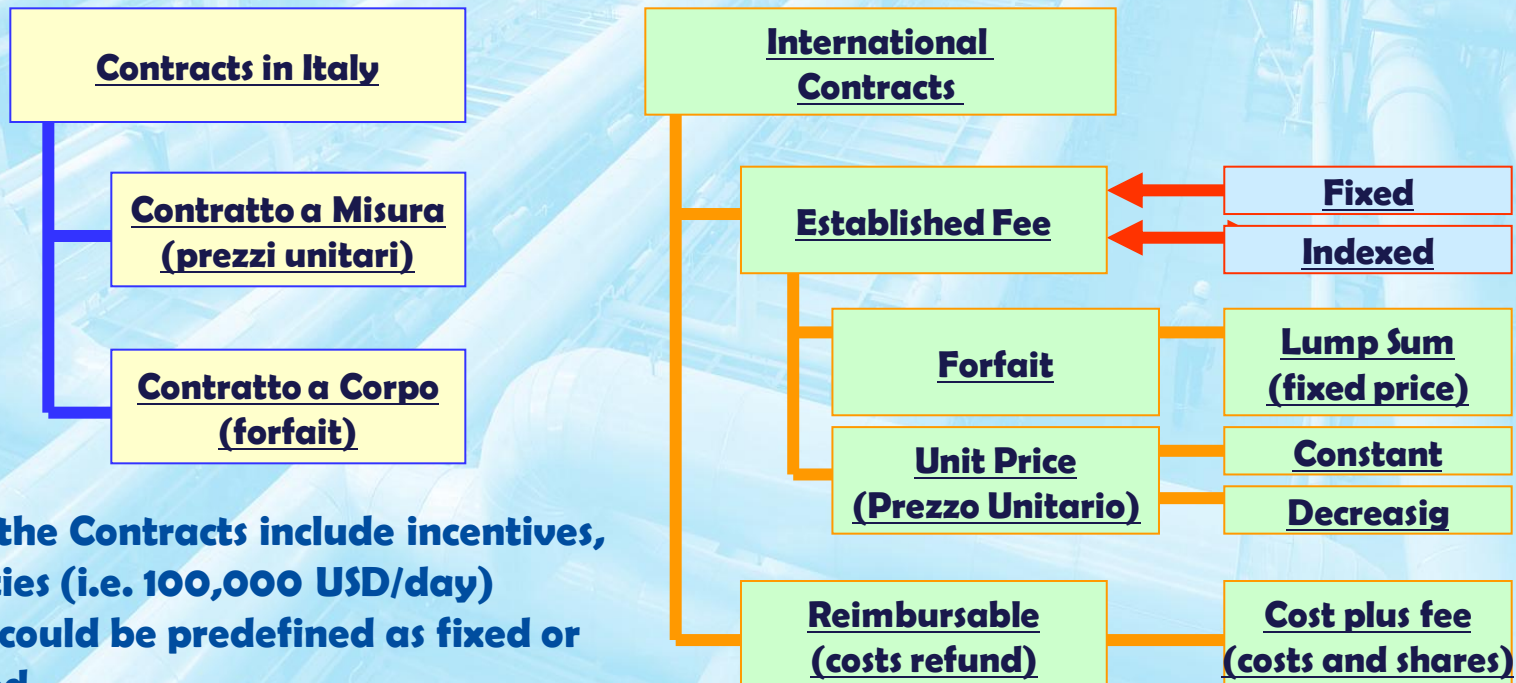 Contracts in Italy
Contratto a Misura
(prezzi unitari)
Contratto a Corpo
(forfait)
the Contracts include incentives,
ties (i.e. 100,000 USD/day)
could be predefined as fixed or
International
Contracts
Established Fee
Fixed
Indexed
Forfait
Lump Sum
(fixed price)
Unit Price
(Prezzo Unitario)
Constant
Decreasig
Reimbursable
(costs refund)
Cost plus fee
(costs and shares)